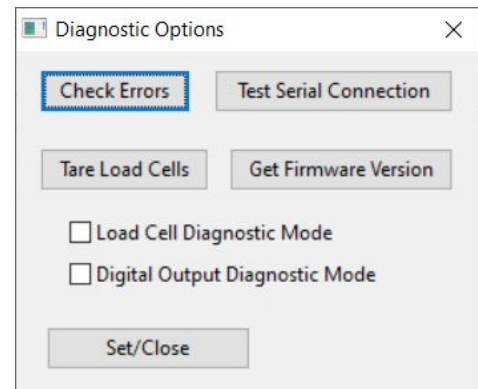 Diagnostic Options
Check Errors
Test Serial Connection
Tare Load Cells
Get Firmware Version
Load Cell Diagnostic Mode
Digital Output Diagnostic Mode
Set/Close